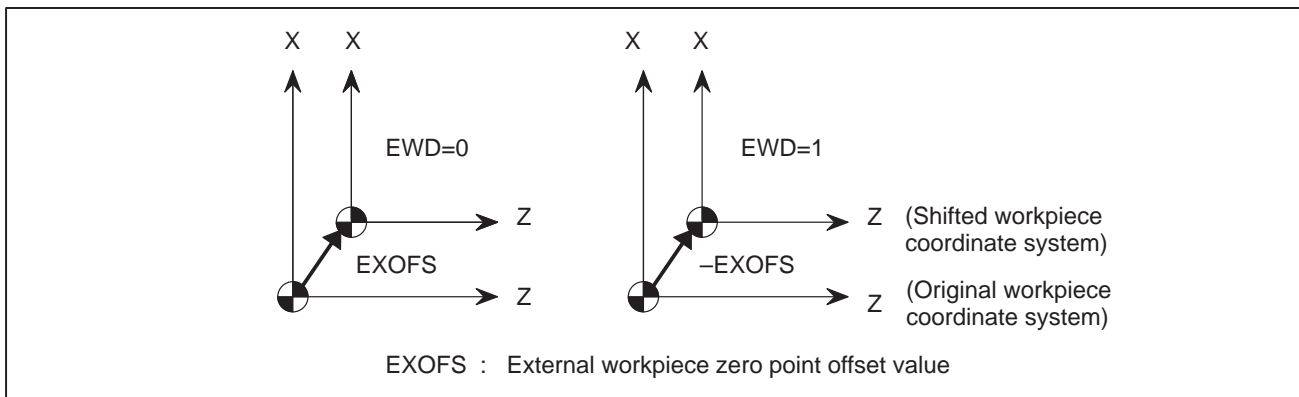 X X X X
EWD=0 EWD=1
Z Z (Shifted workpiece
coordinate system)
EXOFS –EXOFS
Z Z (Original workpiece
coordinate system)
EXOFS : External workpiece zero point offset value